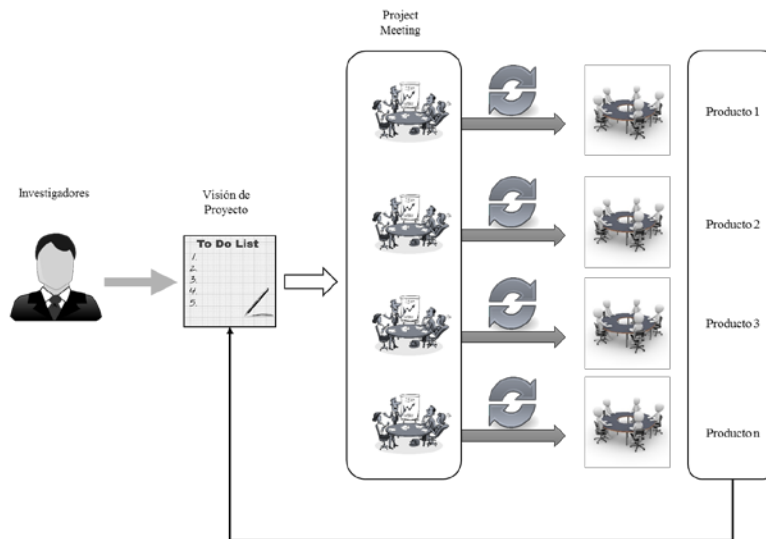 Project
Meeting
Producto 1
Investigadores
Visión de
Proyecto
To Do List
1.
2.
3.
4.
5.
Producto 2
Producto 3
Producto n